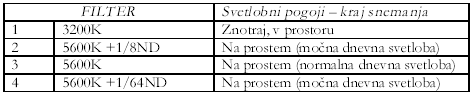 FILTER Svetlobni pogoji – kraj snemanja
1 3200K Znotraj, v prostoru
2 5600K +1/8ND Na prostem (močna dnevna svetloba)
3 5600K Na prostem (normalna dnevna svetloba)
4 5600K +1/64ND Na prostem (močna dnevna svetloba)